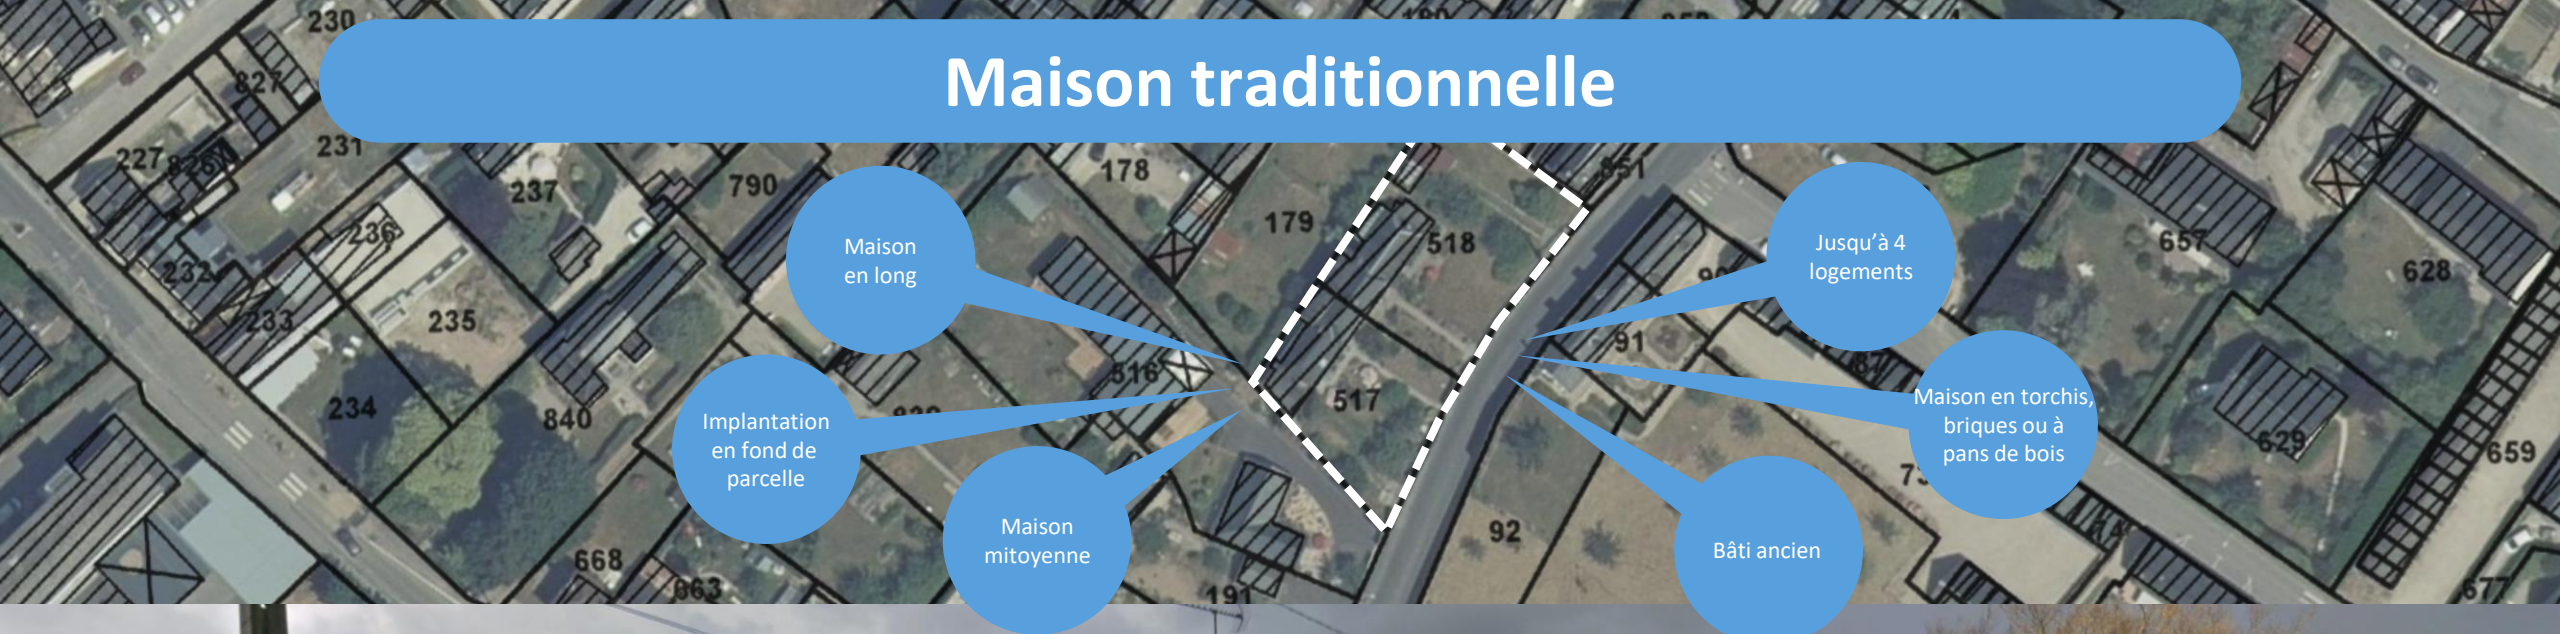 Maison traditionnelle
230
827
231
227
826
237
790
178
179
518
851
657
628
236
232
233
235
234
840
516
517
91
87
629
659
668
663
191
92
677
Maison
en long
Implantation
en fond de
parcelle
Maison
mitoyenne
Jusqu'à 4
logements
Maison en torchis,
briques ou à
pans de bois
Bâti ancien